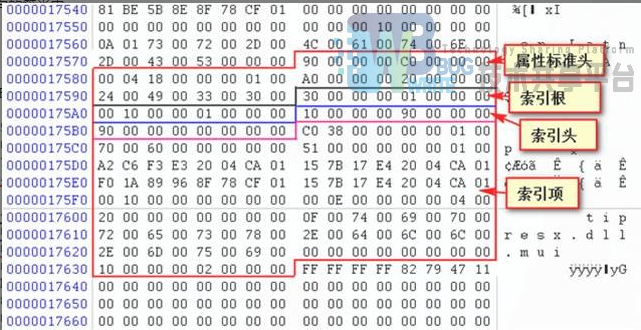 0000017540 81 BE 5B 8E 8F 78 CF 01 00 00 00 00 00 00 00 00
0000017550 00 00 00 00 00 00 00 00 00 00 00 10 00 00 00 00
0000017560 0A 01 73 00 72 00 2D 00 4C 00 61 00 74 00 6E 00
0000017570 2D 00 43 00 53 00 00 00 90 00 00 00 C0 00 00 00
属性标准头
0000017580 00 04 18 00 00 00 01 00 A0 00 00 00 20 00 00 00
0000017590 24 00 49 00 33 00 30 00 30 00 00 00 01 00 00 00
索引根
00000175A0 00 10 00 00 01 00 00 00 10 00 00 00 90 00 00 00
索引头
00000175B0 90 00 00 00 00 00 00 00 C0 38 00 00 00 00 01 00
00000175C0 70 00 60 00 00 00 00 00 51 00 00 00 00 00 01 00
00000175D0 A2 C6 F3 E3 20 04 CA 01 15 7B 17 E4 20 04 CA 01
00000175E0 F0 1A 89 96 8F 78 CF 01 15 7B 17 E4 20 04 CA 01
索引项
00000175F0 00 10 00 00 00 00 00 00 00 0E 00 00 00 00 00 00
0000017600 20 00 00 00 00 00 00 00 0F 00 74 00 69 00 70 00
t i p
0000017610 72 00 65 00 73 00 78 00 2E 00 64 00 6C 00 6C 00
r e s x . d l l
0000017620 2E 00 6D 00 75 00 69 00 00 00 00 00 00 00 00 00
. m u i
0000017630 10 00 00 00 02 00 00 00 FF FF FF FF 82 79 47 11
ÿÿÿÿ yG
0000017640 00 00 00 00 00 00 00 00 00 00 00 00 00 00 00 00
0000017650 00 00 00 00 00 00 00 00 00 00 00 00 00 00 00 00
0000017660 00 00 00 00 00 00 00 00 00 00 00 00 00 00 00 00